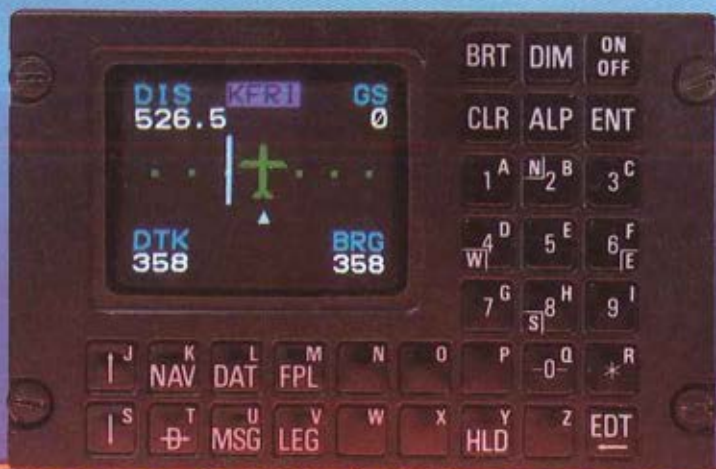 BRT DIM ON OFF
DIS KFRI GS
526.5 0
CLR ALP ENT
1 A N 2 B 3 C
DTK BRG
358 358
W 4 D 5 E 6 F E
7 G S 8 H 9 I
↑ J NAV K DAT L FPL M N O P -0- Q * R
| S D T MSG U LEG V W X HLD Y Z EDT ←